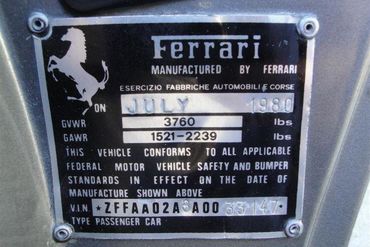 Ferrari
MANUFACTURED BY FERRARI
ESERCIZIO FABBRICHE AUTOMOBILI E CORSE
ON JULY 1980
GVWR 3760 lbs
GAWR 1521-2239 lbs
THIS VEHICLE CONFORMS TO ALL APPLICABLE
FEDERAL MOTOR VEHICLE SAFETY AND BUMPER
STANDARDS IN EFFECT ON THE DATE OF
MANUFACTURE SHOWN ABOVE
V.I.N *ZFFAA02A5A0033147*
TYPE PASSENGER CAR